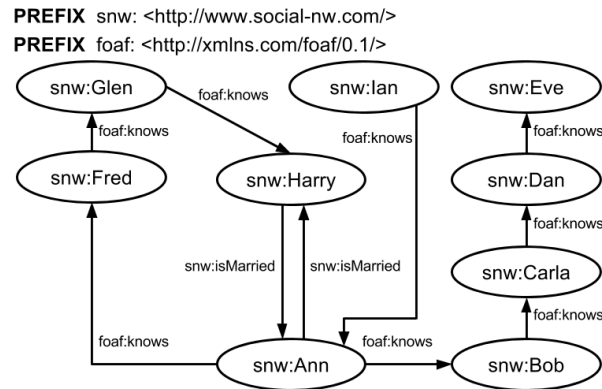 PREFIX snw: <http://www.social-nw.com/>
PREFIX foaf: <http://xmlns.com/foaf/0.1/>
snw:Glen
snw:Ian
snw:Eve
foaf:knows
foaf:knows
foaf:knows
foaf:knows
snw:Fred
snw:Harry
snw:Dan
foaf:knows
snw:isMarried
snw:isMarried
snw:Carla
foaf:knows
foaf:knows
foaf:knows
snw:Ann
snw:Bob